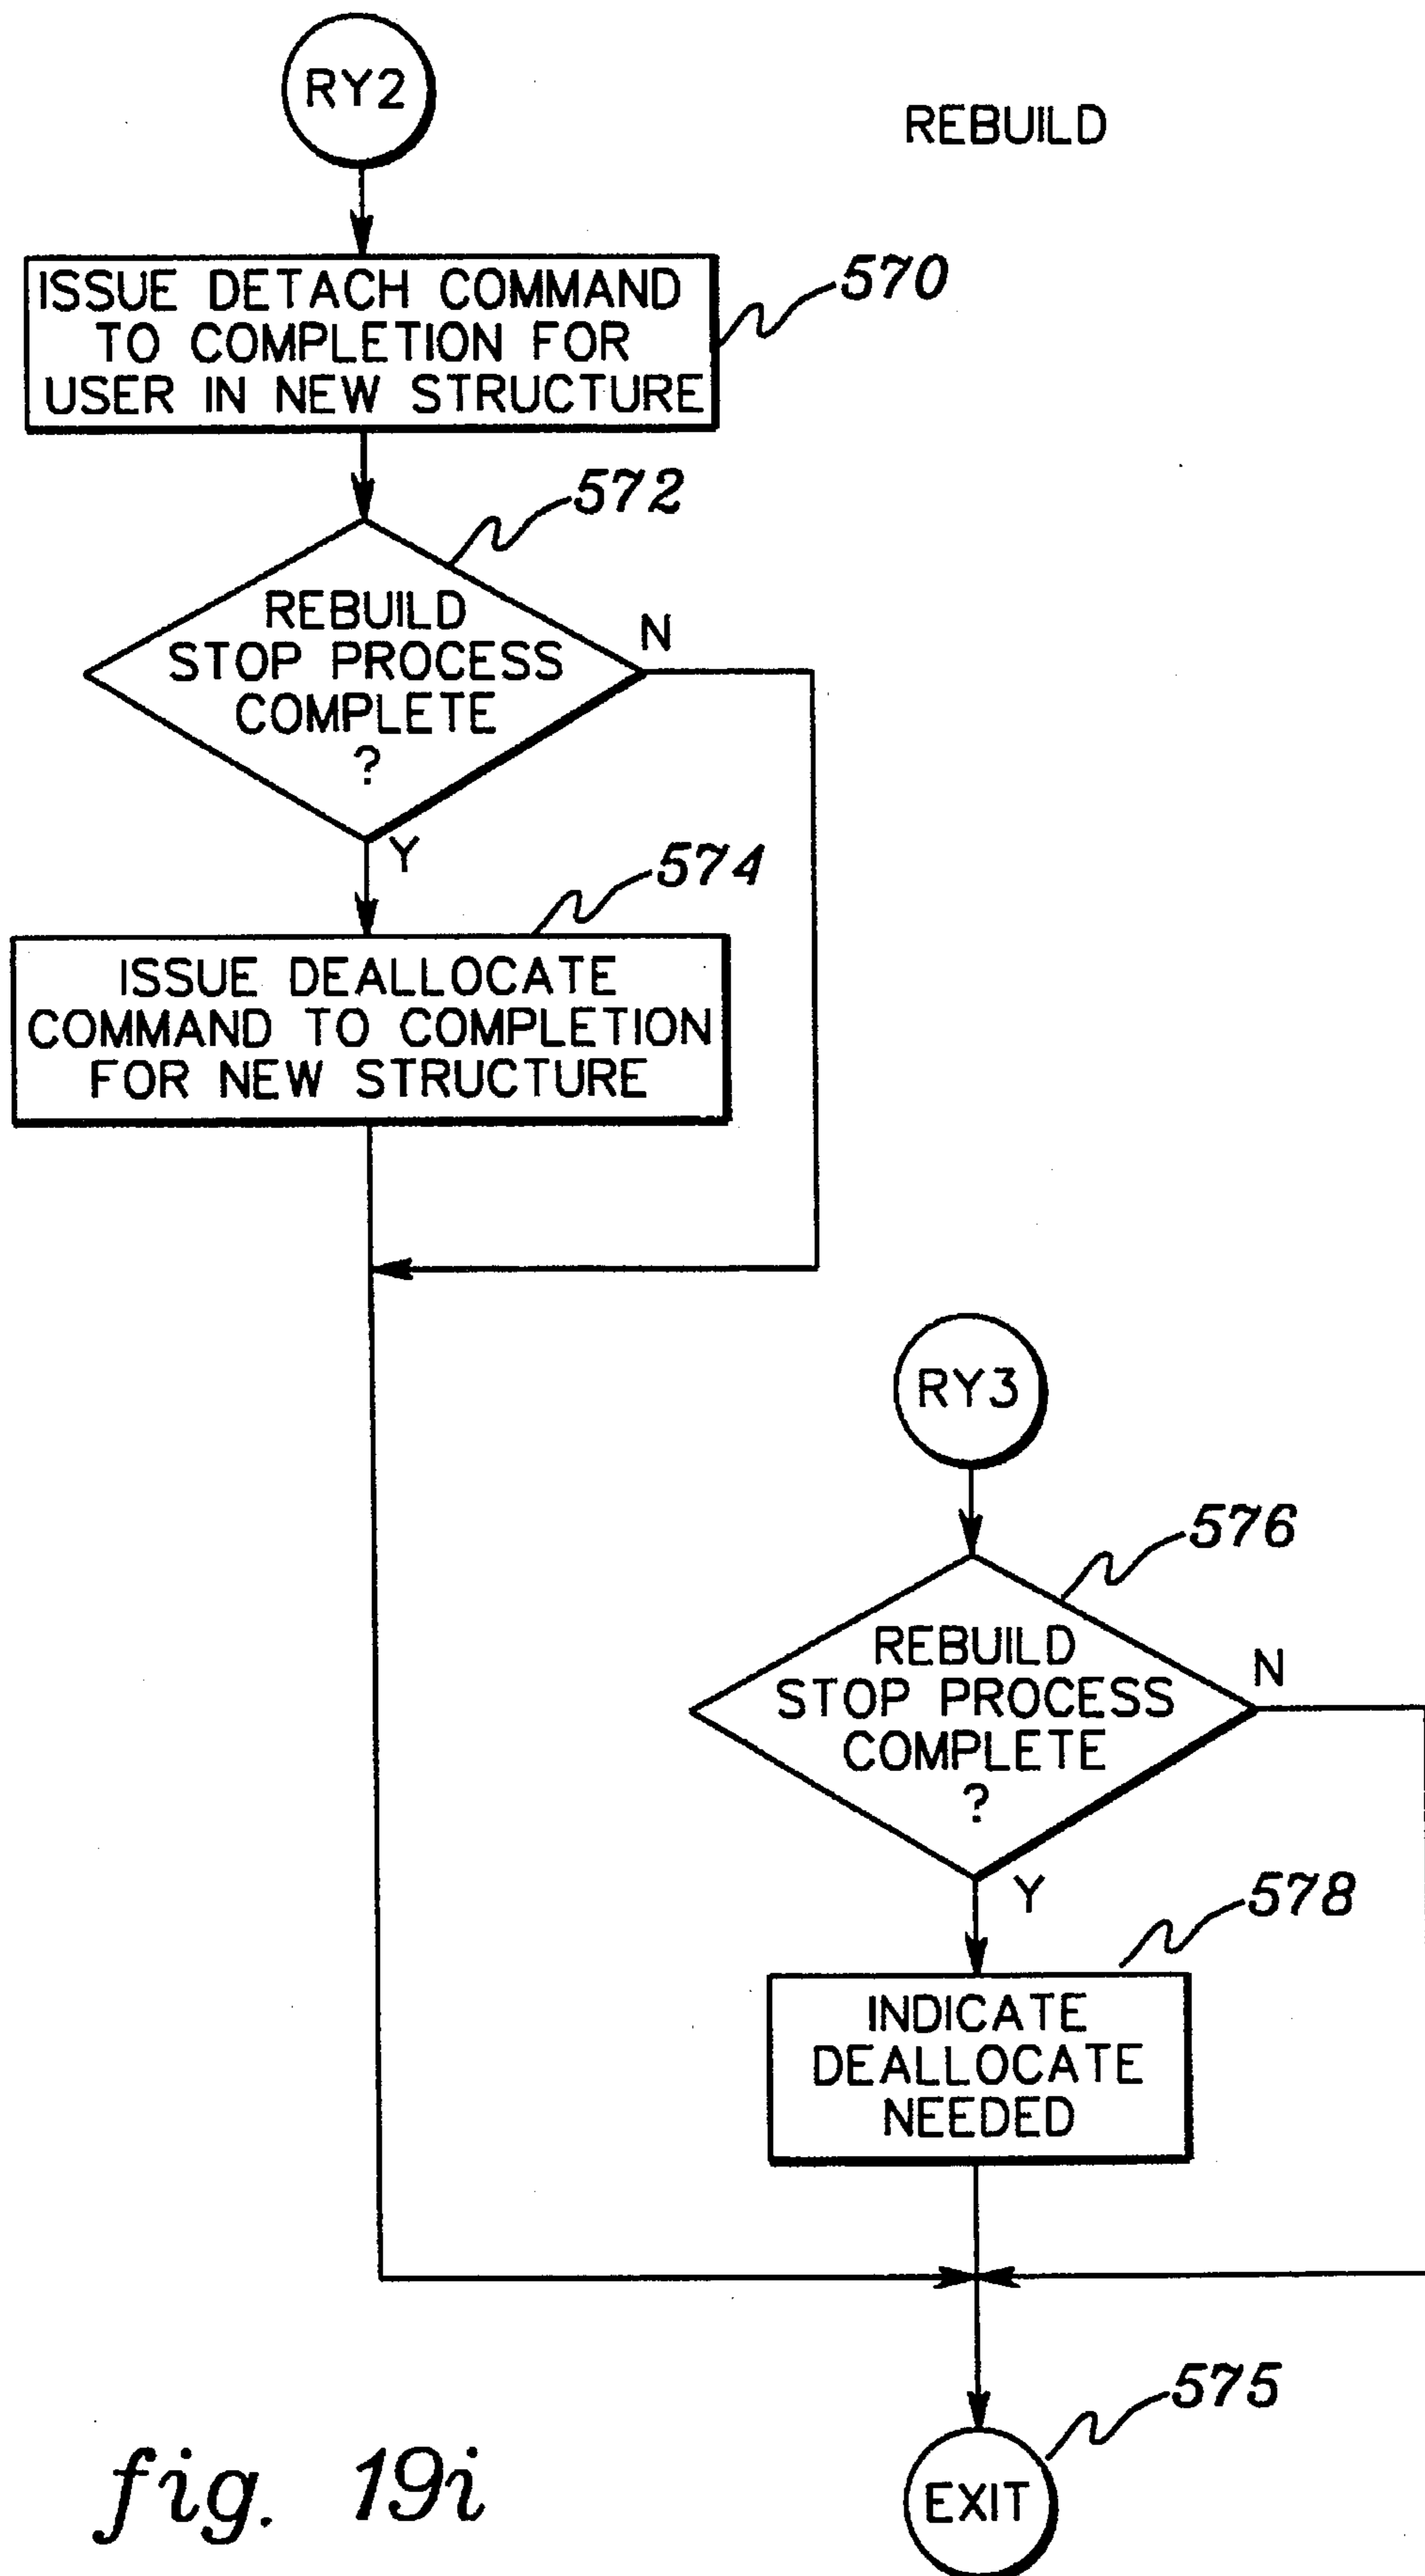 RY2
REBUILD
ISSUE DETACH COMMAND
TO COMPLETION FOR
USER IN NEW STRUCTURE
570
572
REBUILD
STOP PROCESS
COMPLETE
?
N
Y
574
ISSUE DEALLOCATE
COMMAND TO COMPLETION
FOR NEW STRUCTURE
RY3
576
REBUILD
STOP PROCESS
COMPLETE
?
N
Y
578
INDICATE
DEALLOCATE
NEEDED
575
EXIT
fig. 19i